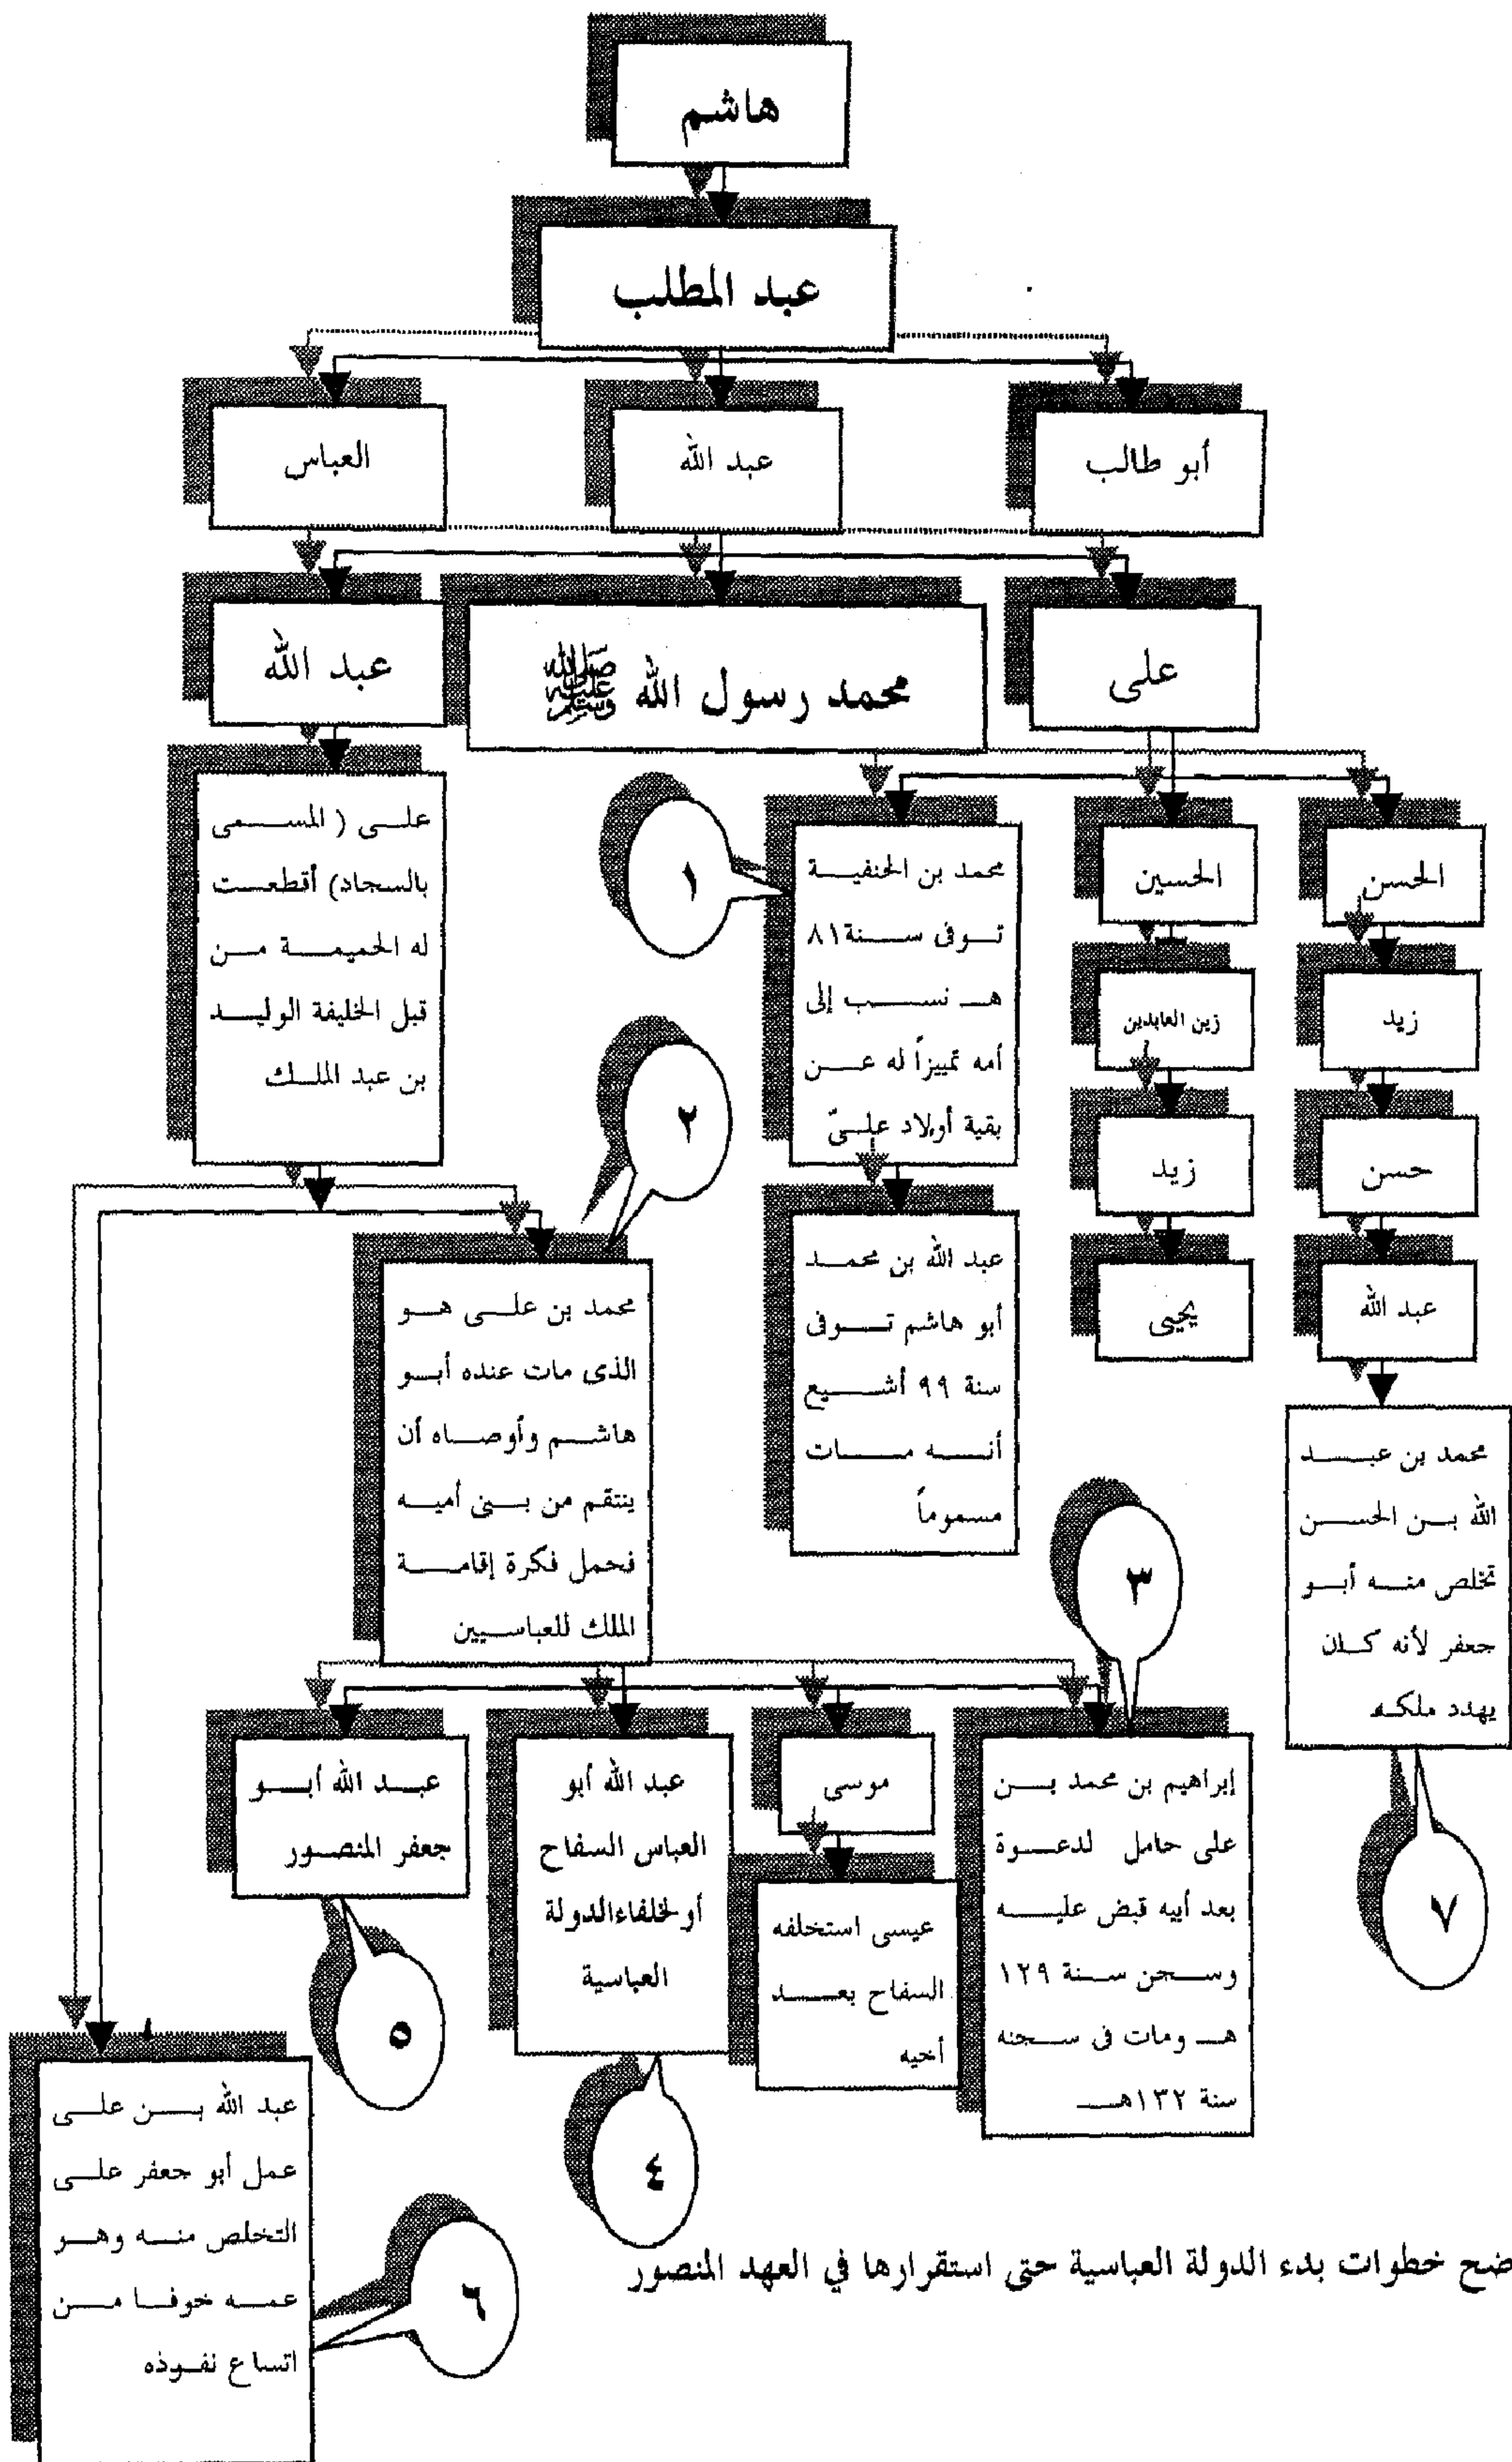 هاشم
عبد المطلب
أبو طالب
عبد الله
العباس
على
محمد رسول الله صلى الله عليه وسلم
عبد الله
الحسن
الحسين
محمد بن الحنفية
توفى سنة ٨١
هـ نسب إلى
أمه تمييزاً له عن
بقية أولاد علىّ
١
على ( المسمى
بالسجاد) أقطعت
له الحميمة من
قبل الخليفة الوليد
بن عبد الملك
زيد
زين العابدين
حسن
زيد
٢
عبد الله
يحيى
عبد الله بن محمد
أبو هاشم توفى
سنة ٩٩ أشيع
أنه مات
مسموماً
محمد بن على هو
الذى مات عنده أبو
هاشم وأوصاه أن
ينتقم من بنى أميه
فحمل فكرة إقامة
الملك للعباسيين
محمد بن عبد
الله بن الحسن
تخلص منه أبو
جعفر لأنه كان
يهدد ملكه
٣
إبراهيم بن محمد بن
على حامل لدعوة
بعد أبيه قبض عليه
وسجن سنة ١٢٩
هـ ومات فى سجنه
سنة ١٣٢هـ
موسى
عيسى استخلفه
السفاح بعد
أخيه
عبد الله أبو
العباس السفاح
أولخلفاءالدولة
العباسية
عبد الله أبو
جعفر المنصور
٧
٥
٤
عبد الله بن على
عمل أبو جعفر على
التخلص منه وهو
عمه خوفا من
اتساع نفوذه
٦
ضح خطوات بدء الدولة العباسية حتى استقرارها في العهد المنصور